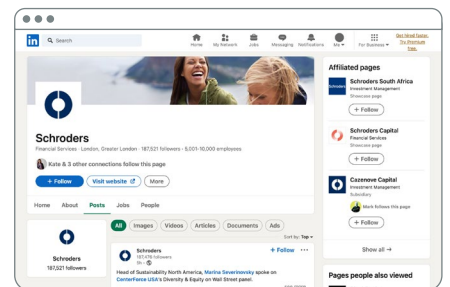 in
Search
Home
My Network
Jobs
Messaging
Notifications
Me
For Business
Get Hired faster.
Try Premium
free.
Schroders
Financial Services · London, Greater London · 187,521 followers · 5,001-10,000 employees
Kate & 3 other connections follow this page
+ Follow
Visit website
More
Home
About
Posts
Jobs
People
Schroders
187,521 followers
All
Images
Videos
Articles
Documents
Ads
Sort by: Top
Schroders
+ Follow
Head of Sustainability North America, Marina Severinovsky spoke on
CenterForce USA's Diversity & Equity on Wall Street panel.
Affiliated pages
Schroders
Schroders South Africa
Investment Management
Showcase page
+ Follow
Schroders Capital
Financial Services
Showcase page
+ Follow
Cazenove Capital
Investment Management
Subsidiary
Mark follows this page
+ Follow
Show all →
Pages people also viewed